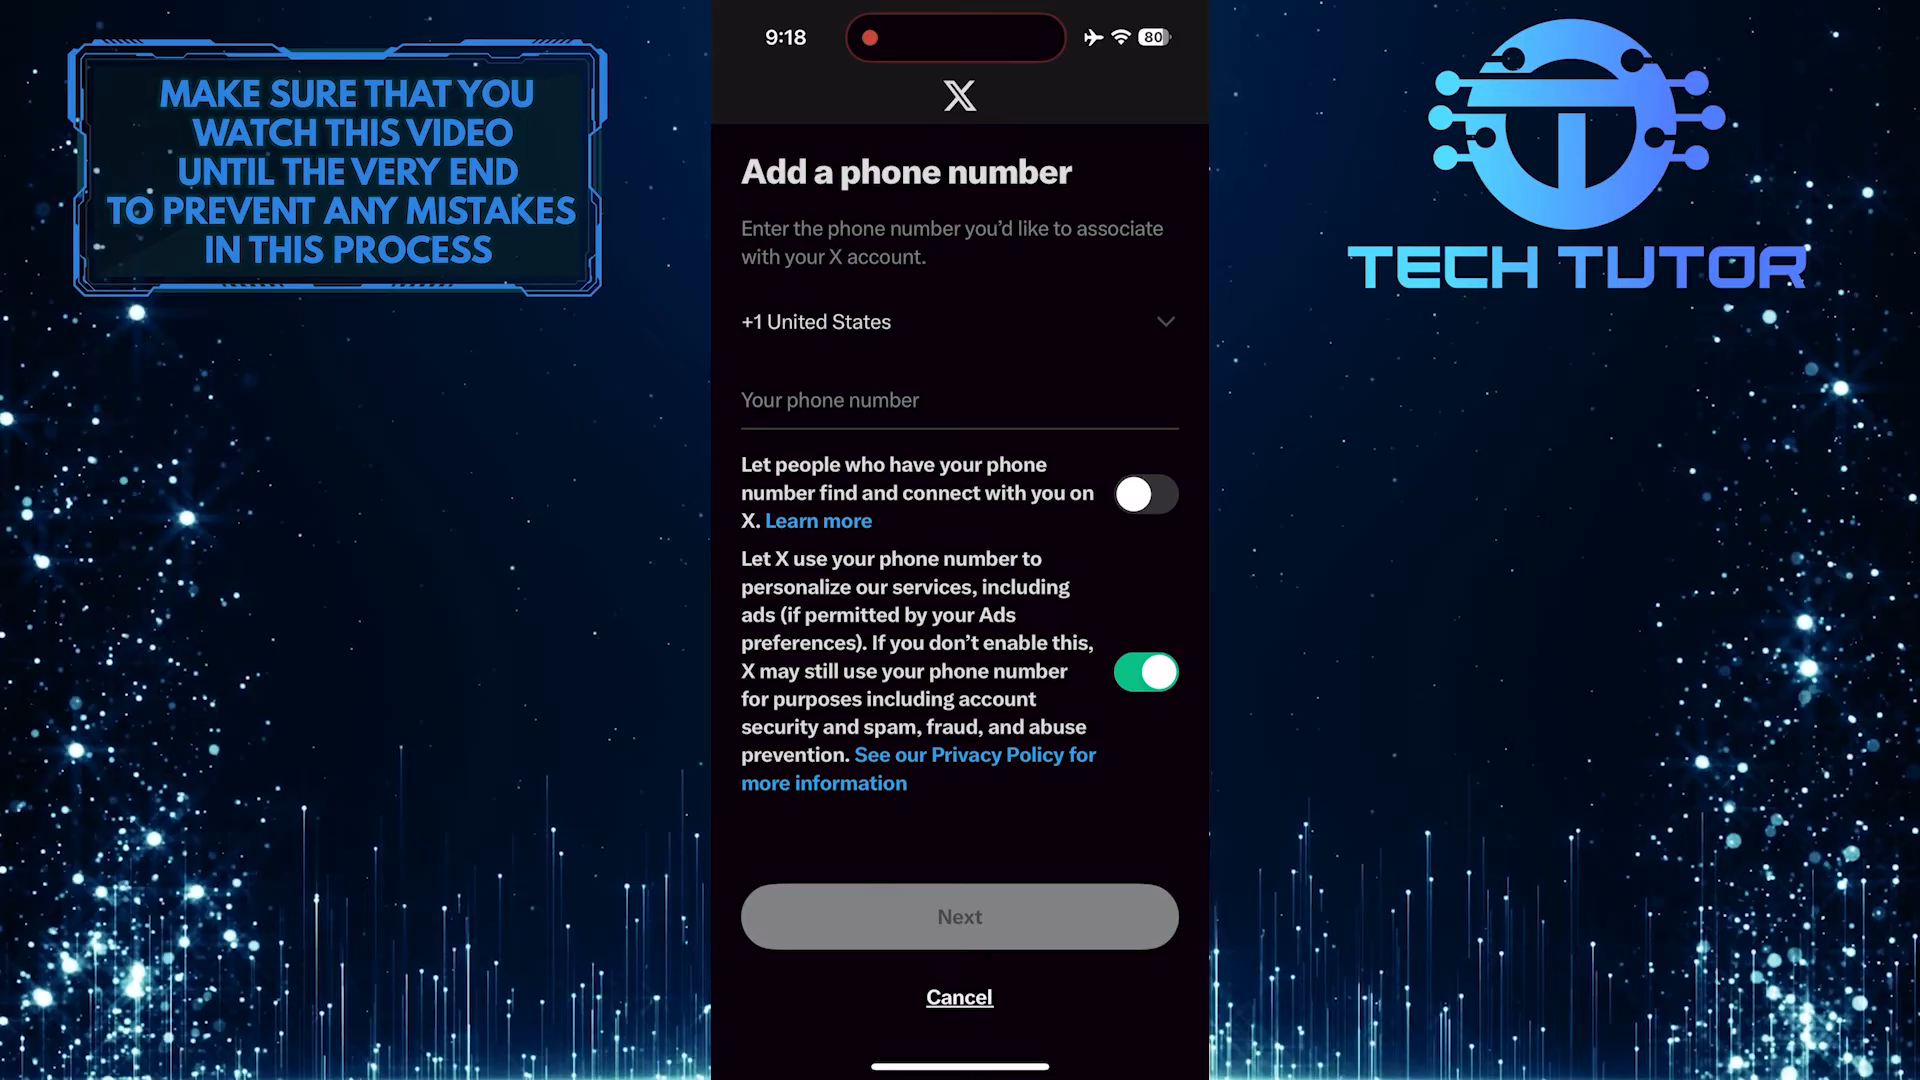 MAKE SURE THAT YOU
WATCH THIS VIDEO
UNTIL THE VERY END
TO PREVENT ANY MISTAKES
IN THIS PROCESS
9:18
80
Add a phone number
Enter the phone number you’d like to associate
with your X account.
+1 United States
Your phone number
Let people who have your phone
number find and connect with you on
X. Learn more
Let X use your phone number to
personalize our services, including
ads (if permitted by your Ads
preferences). If you don’t enable this,
X may still use your phone number
for purposes including account
security and spam, fraud, and abuse
prevention. See our Privacy Policy for
more information
Next
Cancel
TECH TUTOR